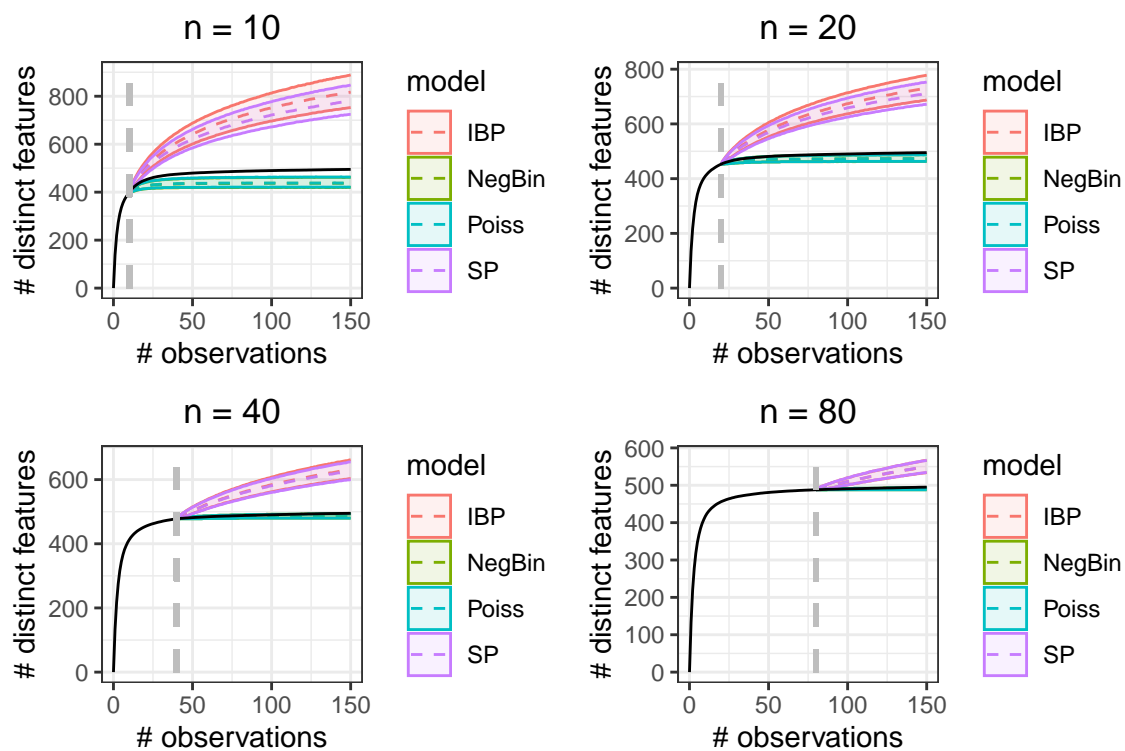 n = 10
# distinct features
800
600
400
200
0
0 50 100 150
# observations
model
IBP
NegBin
Poiss
SP
n = 20
# distinct features
800
600
400
200
0
0 50 100 150
# observations
model
IBP
NegBin
Poiss
SP
n = 40
# distinct features
600
400
200
0
0 50 100 150
# observations
model
IBP
NegBin
Poiss
SP
n = 80
# distinct features
600
500
400
300
200
100
0
0 50 100 150
# observations
model
IBP
NegBin
Poiss
SP